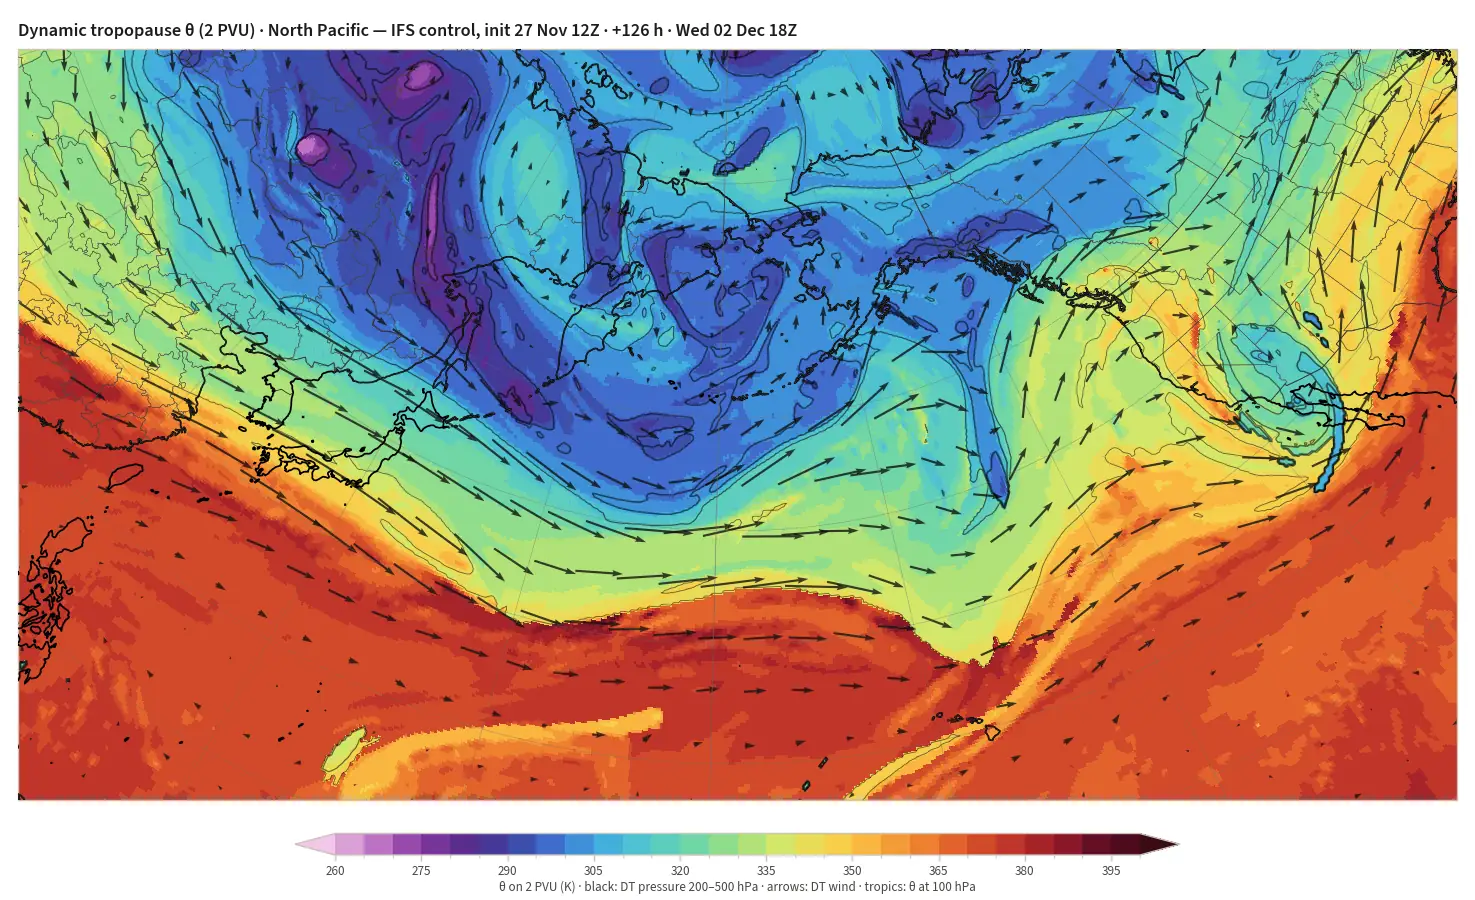 Dynamic tropopause θ (2 PVU) · North Pacific — IFS control, init 27 Nov 12Z · +126 h · Wed 02 Dec 18Z
260 275 290 305 320 335 350 365 380 395
θ on 2 PVU (K) · black: DT pressure 200–500 hPa · arrows: DT wind · tropics: θ at 100 hPa